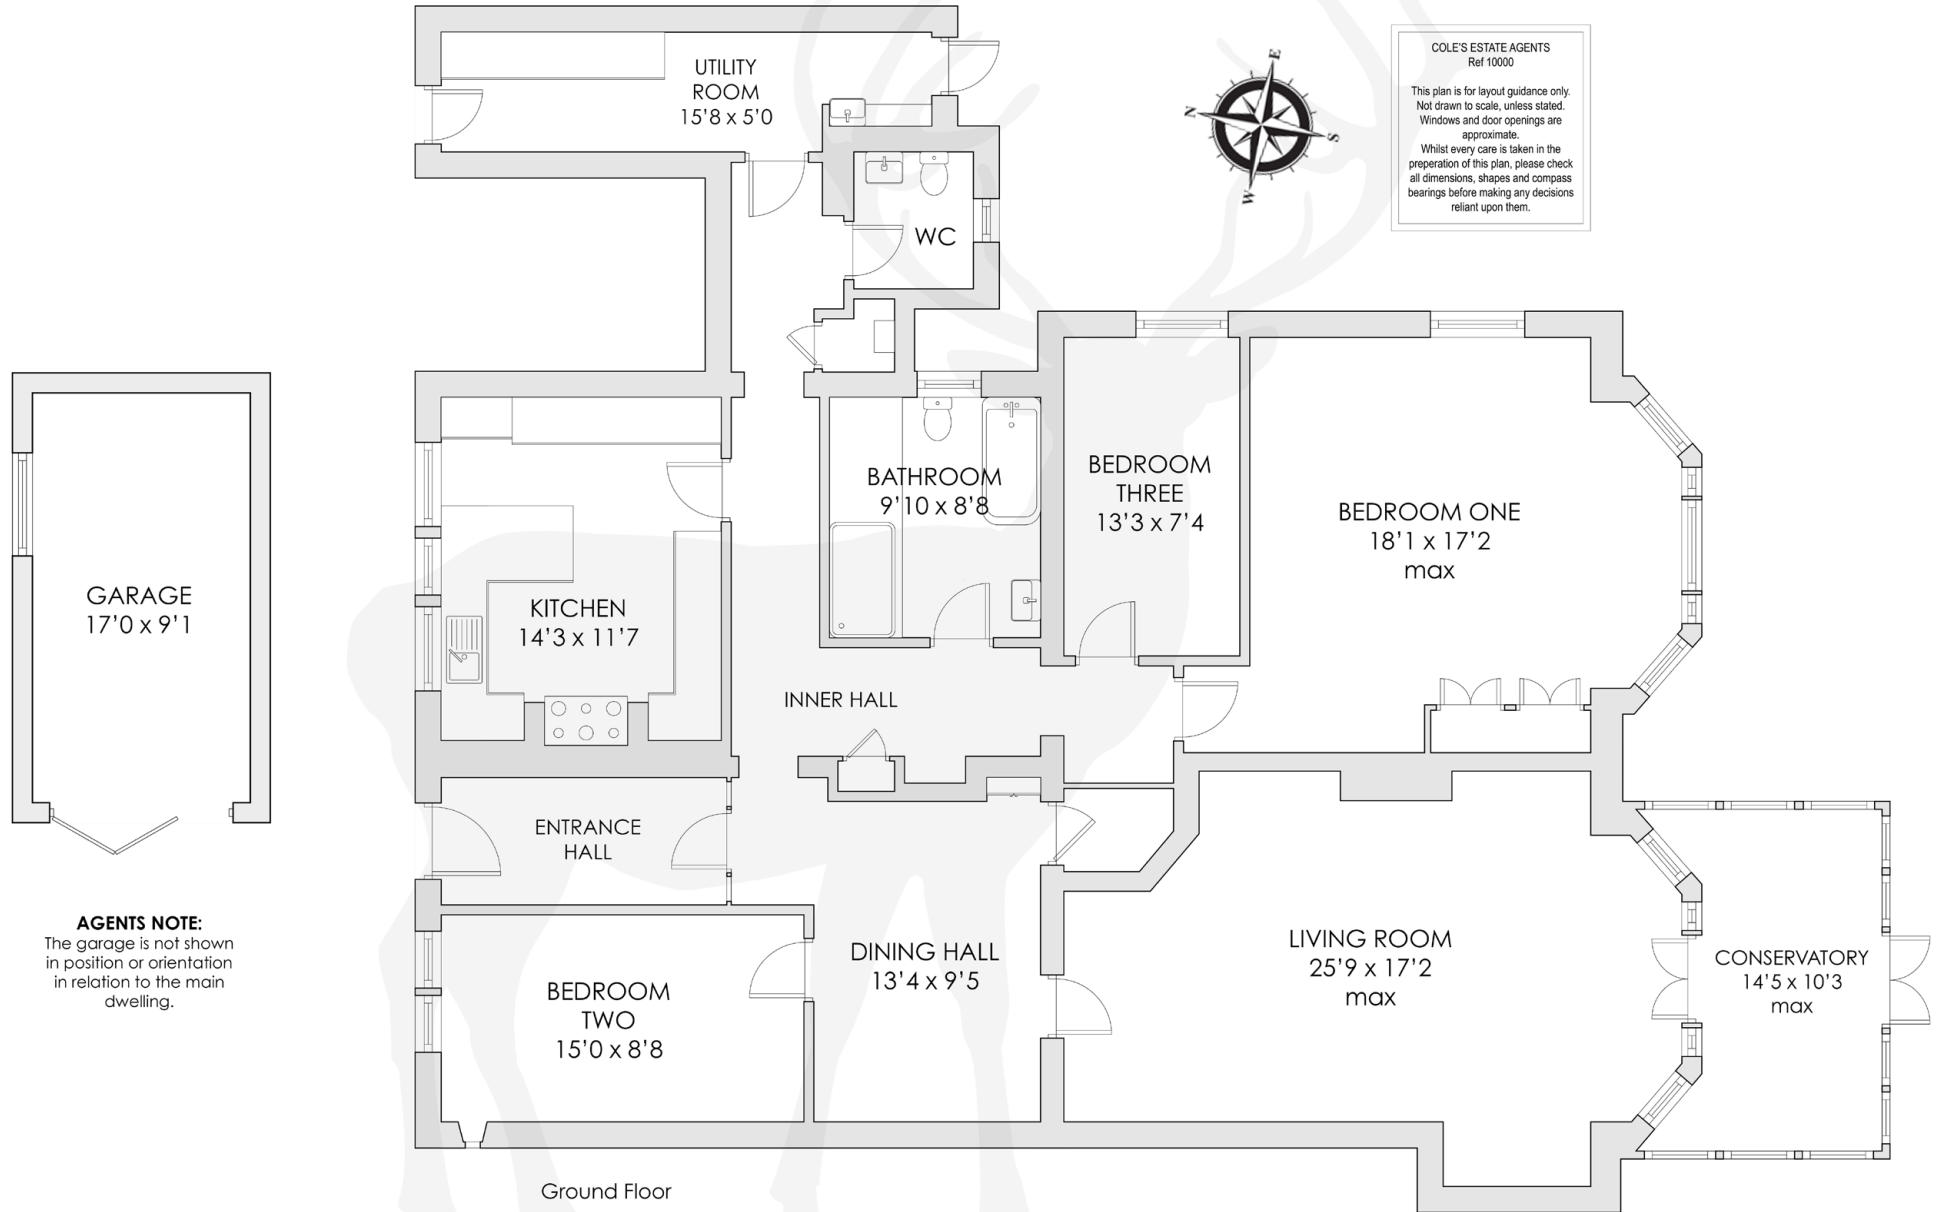 UTILITY
ROOM
15'8 x 5'0
E
N
S
W
COLE'S ESTATE AGENTS
Ref 10000
This plan is for layout guidance only.
Not drawn to scale, unless stated.
Windows and door openings are
approximate.
Whilst every care is taken in the
preperation of this plan, please check
all dimensions, shapes and compass
bearings before making any decisions
reliant upon them.
WC
BATHROOM
9'10 x 8'8
BEDROOM
THREE
13'3 x 7'4
BEDROOM ONE
18'1 x 17'2
max
GARAGE
17'0 x 9'1
KITCHEN
14'3 x 11'7
INNER HALL
ENTRANCE
HALL
AGENTS NOTE:
The garage is not shown
in position or orientation
in relation to the main
dwelling.
BEDROOM
TWO
15'0 x 8'8
DINING HALL
13'4 x 9'5
LIVING ROOM
25'9 x 17'2
max
CONSERVATORY
14'5 x 10'3
max
Ground Floor